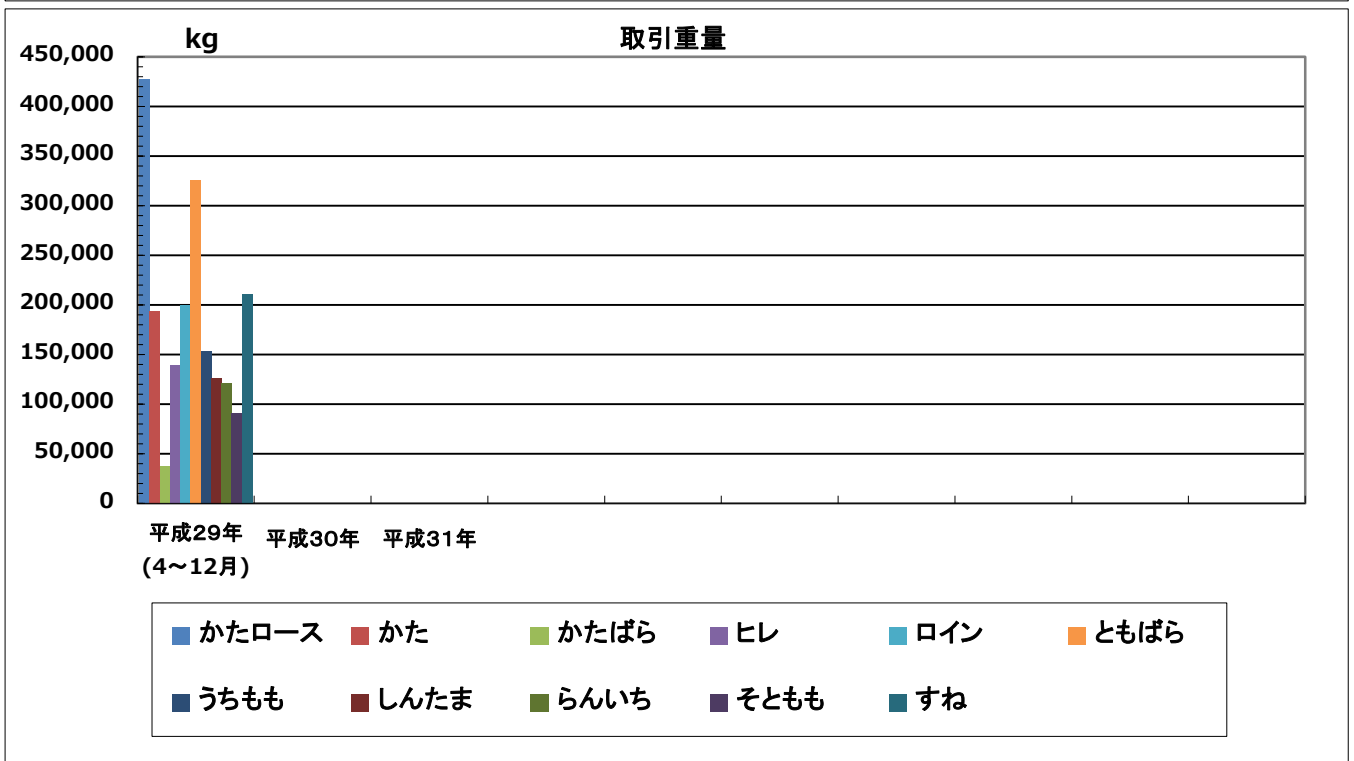 kg
取引重量
450,000
400,000
350,000
300,000
250,000
200,000
150,000
100,000
50,000
0
平成29年 平成30年 平成31年
(4～12月)
かたロース かた かたばら ヒレ ロイン ともばら
うちもも しんたま らんいち そともも すね